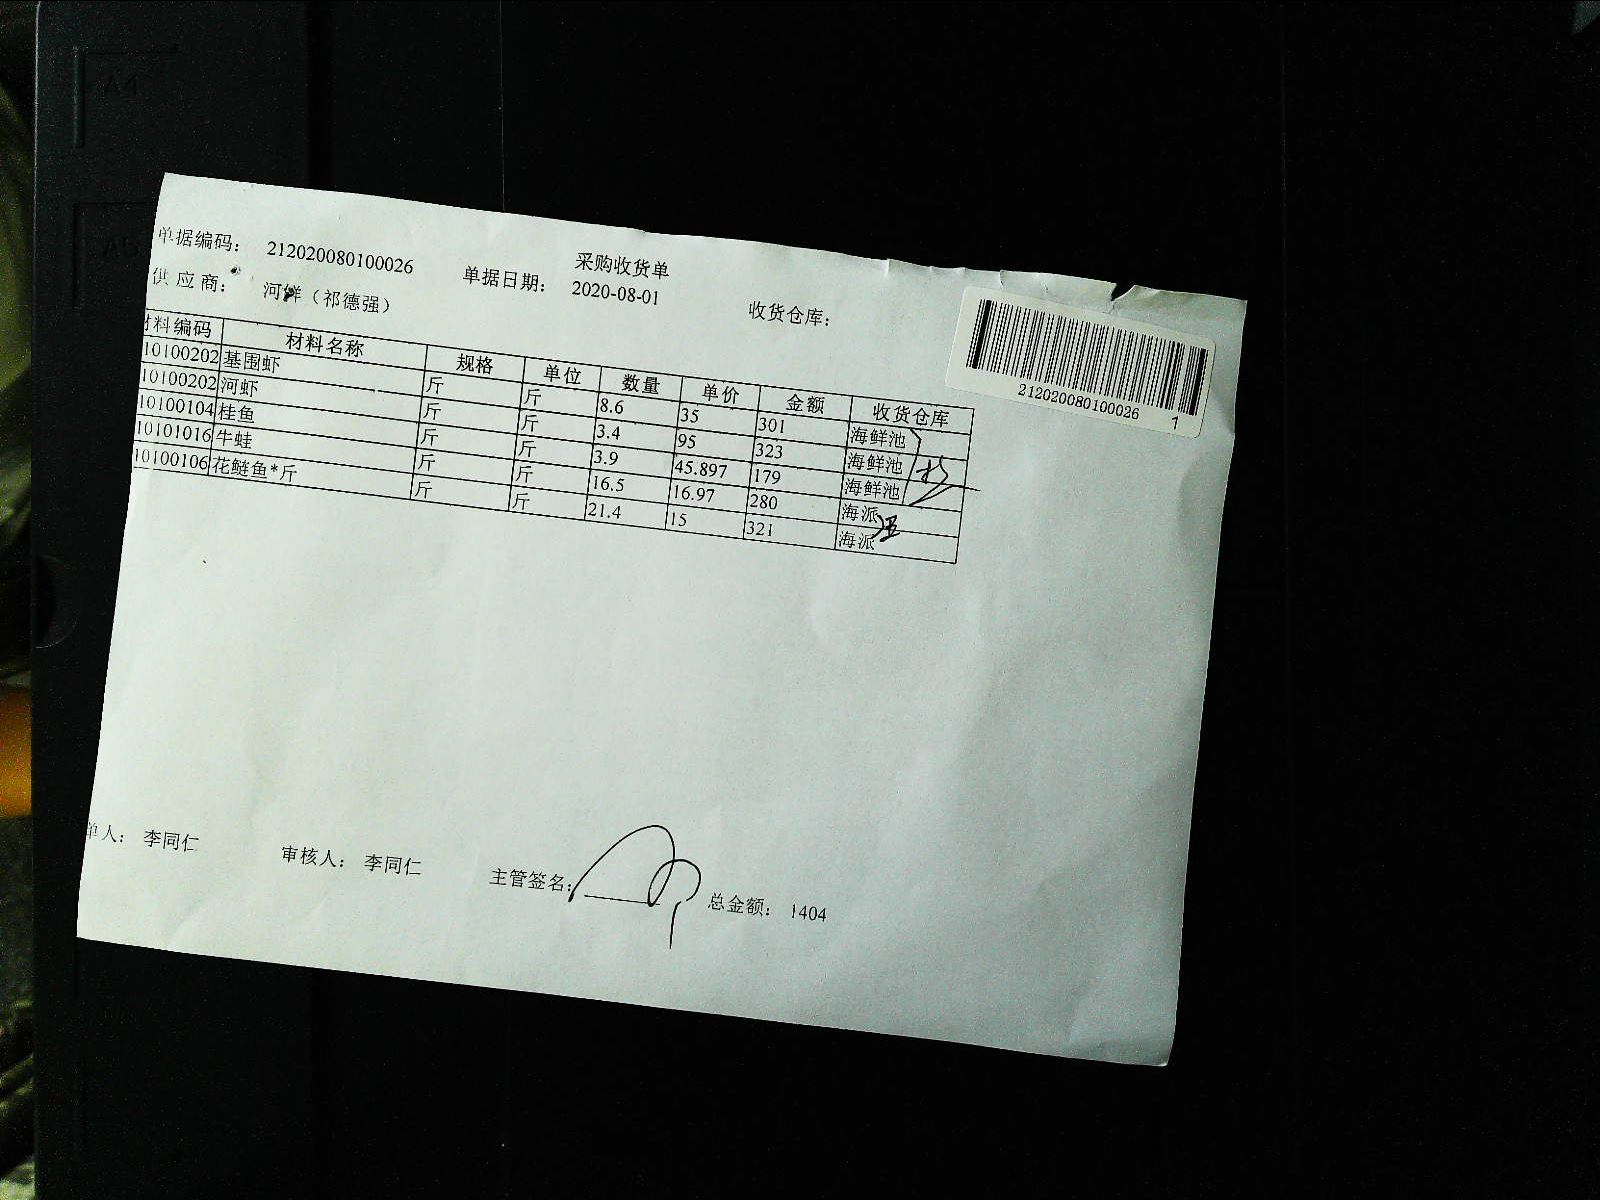 采购收货单
单据编码： 212020080100026 单据日期： 2020-08-01 收货仓库：
供 应 商： 河鲜（祁德强）
212020080100026 1
材料编码 材料名称 规格 单位 数量 单价 金额 收货仓库
10100202 基围虾 斤 斤 8.6 35 301 海鲜池
10100202 河虾 斤 斤 3.4 95 323 海鲜池
10100104 桂鱼 斤 斤 3.9 45.897 179 海鲜池
10101016 牛蛙 斤 斤 16.5 16.97 280 海派
10100106 花鲢鱼*斤 斤 斤 21.4 15 321 海派
单人： 李同仁 审核人： 李同仁 主管签名： 总金额： 1404
A4
A5